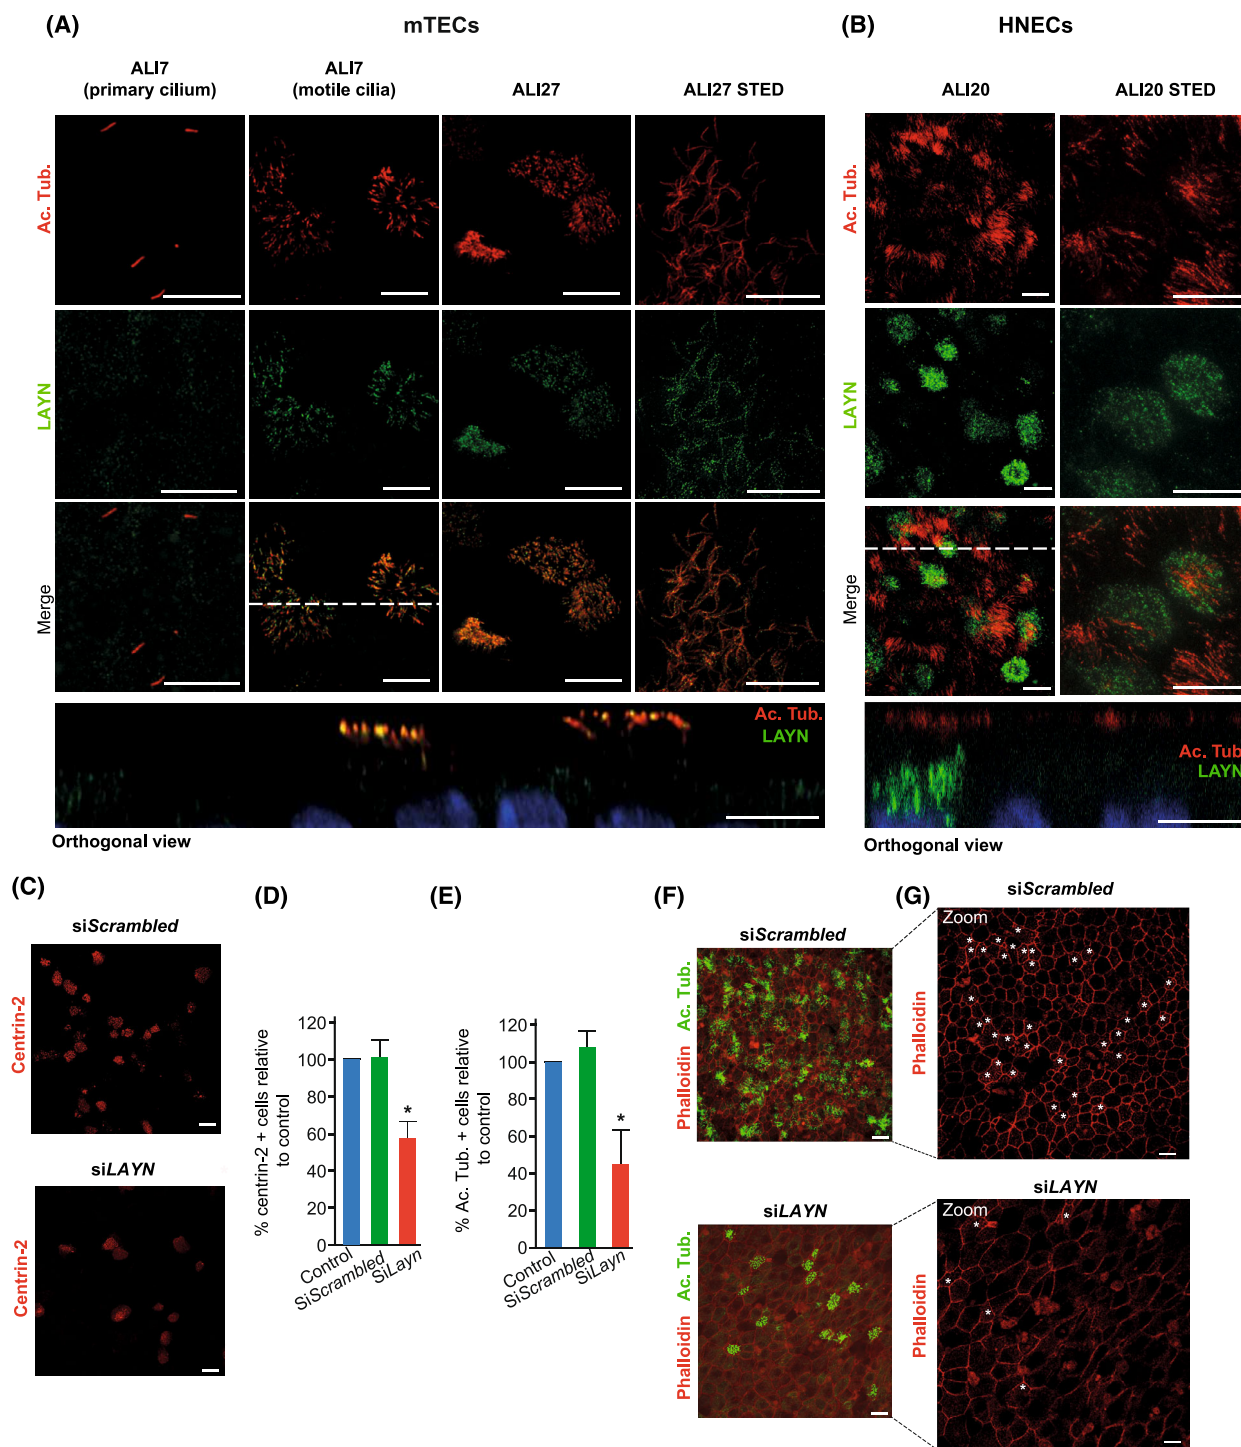 (A)
mTECs
ALI7
(primary cilium)
ALI7
(motile cilia)
ALI27
ALI27 STED
Ac. Tub.
LAYN
Merge
Ac. Tub.
LAYN
Orthogonal view
(B)
HNECs
ALI20
ALI20 STED
Ac. Tub.
LAYN
Merge
Ac. Tub.
LAYN
Orthogonal view
(C)
siScrambled
Centrin-2
siLAYN
Centrin-2
(D)
% centrin-2 + cells relative
to control
120
100
80
60
40
20
0
*
Control
SiScrambled
SiLayn
(E)
% Ac. Tub. + cells relative
to control
120
100
80
60
40
20
0
*
Control
SiScrambled
SiLayn
(F)
siScrambled
Phalloidin Ac. Tub.
siLAYN
Phalloidin Ac. Tub.
(G)
siScrambled
Zoom
Phalloidin
siLAYN
Zoom
Phalloidin